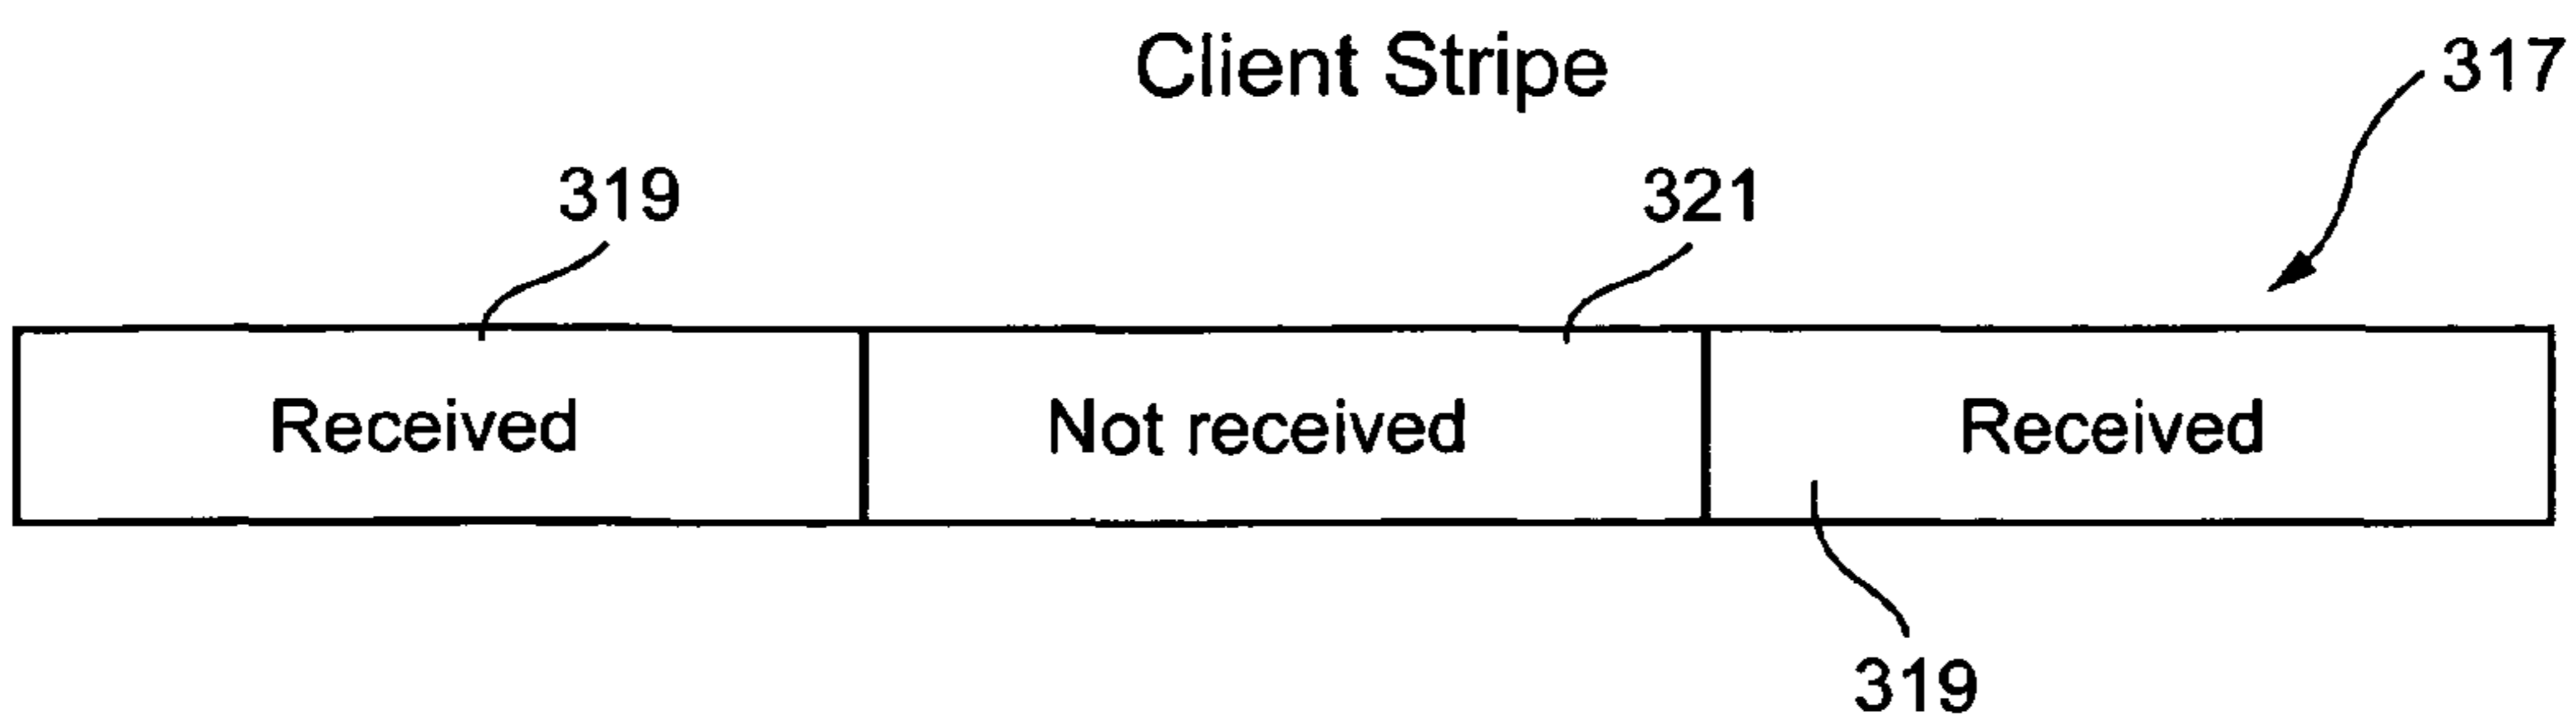 Client Stripe
317
319
321
Received
Not received
Received
319